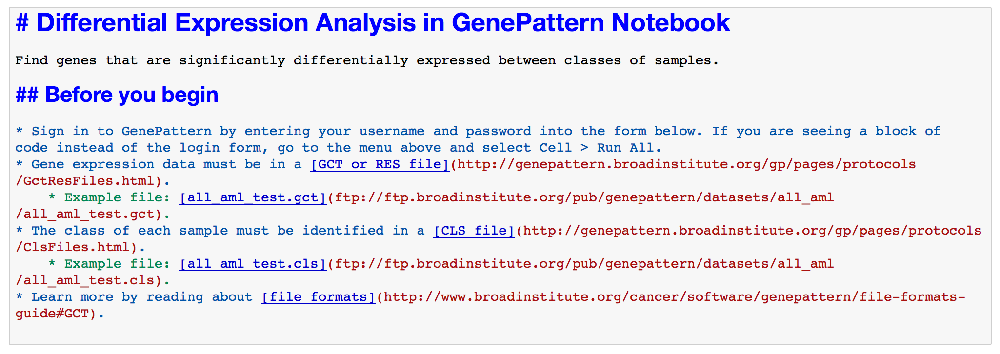 # Differential Expression Analysis in GenePattern Notebook
Find genes that are significantly differentially expressed between classes of samples.
## Before you begin
* Sign in to GenePattern by entering your username and password into the form below. If you are seeing a block of
code instead of the login form, go to the menu above and select Cell > Run All.
* Gene expression data must be in a [GCT or RES file](http://genepattern.broadinstitute.org/gp/pages/protocols
/GctResFiles.html).
    * Example file: [all_aml_test.gct](ftp://ftp.broadinstitute.org/pub/genepattern/datasets/all_aml
/all_aml_test.gct).
* The class of each sample must be identified in a [CLS file](http://genepattern.broadinstitute.org/gp/pages/protocols
/ClsFiles.html).
    * Example file: [all_aml_test.cls](ftp://ftp.broadinstitute.org/pub/genepattern/datasets/all_aml
/all_aml_test.cls).
* Learn more by reading about [file formats](http://www.broadinstitute.org/cancer/software/genepattern/file-formats-
guide#GCT).